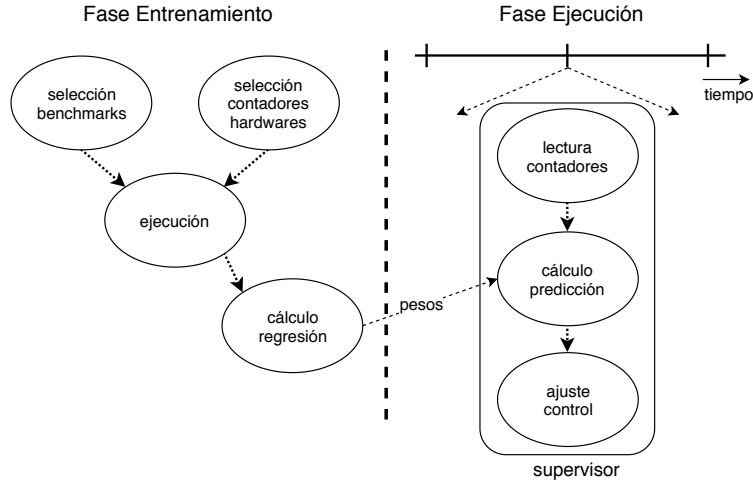 Fase Entrenamiento
Fase Ejecución
selección
benchmarks
selección
contadores
hardwares
tiempo
lectura
contadores
ejecución
cálculo
predicción
pesos
cálculo
regresión
ajuste
control
supervisor